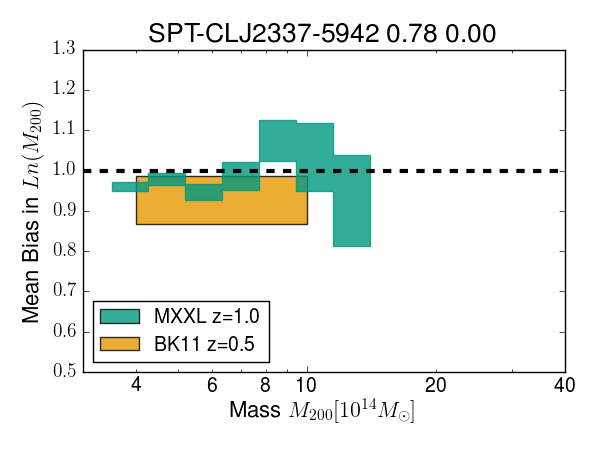 SPT-CLJ2337-5942 0.78 0.00
1.3
1.2
1.1
1.0
0.9
0.8
0.7
0.6
0.5
Mean Bias in Ln(M₂₀₀)
MXXL z=1.0
BK11 z=0.5
4 6 8 10 20 40
Mass M₂₀₀[10¹⁴M☉]